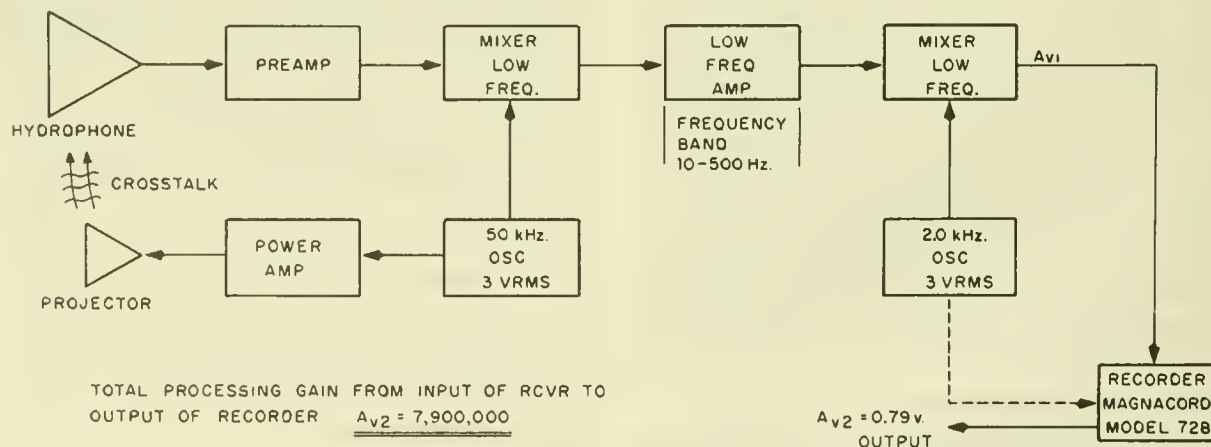 PREAMP
MIXER
LOW
FREQ.
LOW
FREQ
AMP
MIXER
LOW
FREQ.
Av1
HYDROPHONE
FREQUENCY
BAND
10-500 Hz.
CROSSTALK
PROJECTOR
POWER
AMP
50 kHz.
OSC
3 VRMS
2.0 kHz.
OSC
3 VRMS
TOTAL PROCESSING GAIN FROM INPUT OF RCVR TO
OUTPUT OF RECORDER Av2 = 7,900,000
Av2 = 0.79 v.
OUTPUT
RECORDER
MAGNACORD
MODEL 728